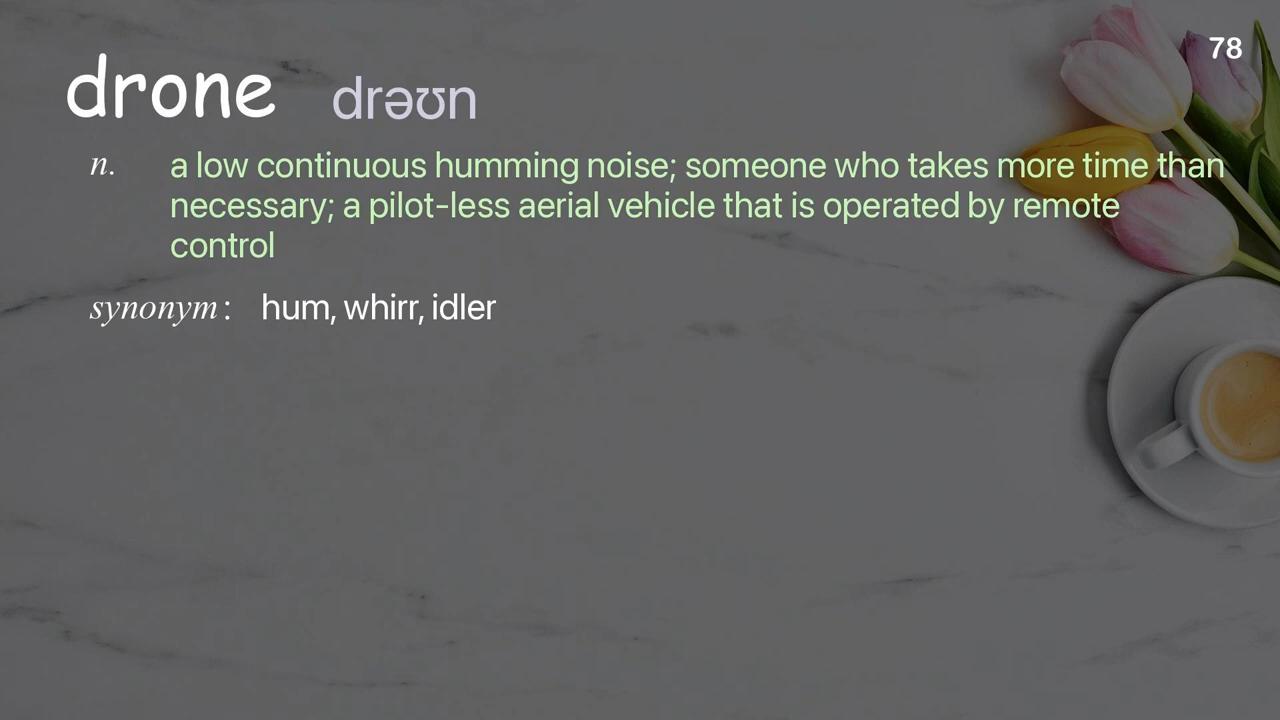 78
drone drəʊn
n. a low continuous humming noise; someone who takes more time than
necessary; a pilot-less aerial vehicle that is operated by remote
control
synonym: hum, whirr, idler